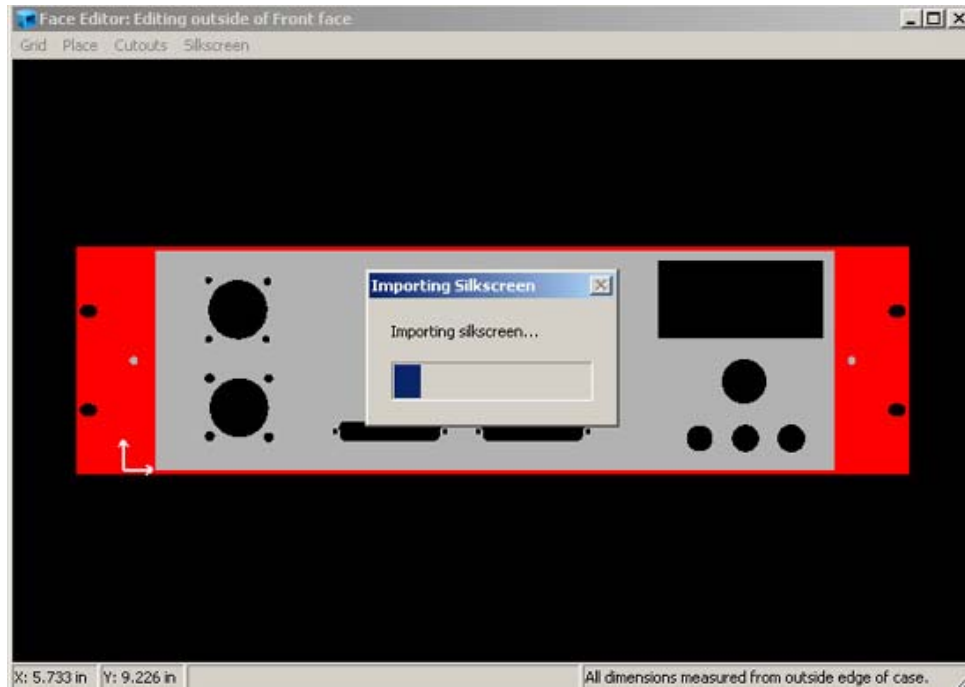 Face Editor: Editing outside of Front face
Grid Place Cutouts Silkscreen
Importing Silkscreen
Importing silkscreen...
X: 5.733 in Y: 9.226 in All dimensions measured from outside edge of case.